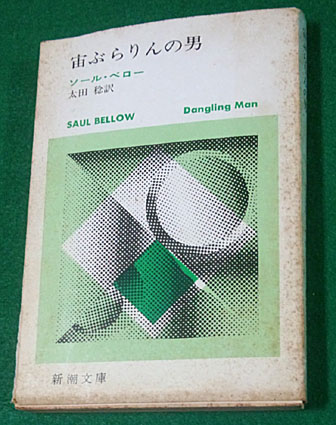 宙ぶらりんの男
ソール・ベロー
太田 稔訳
SAUL BELLOW Dangling Man
新潮文庫